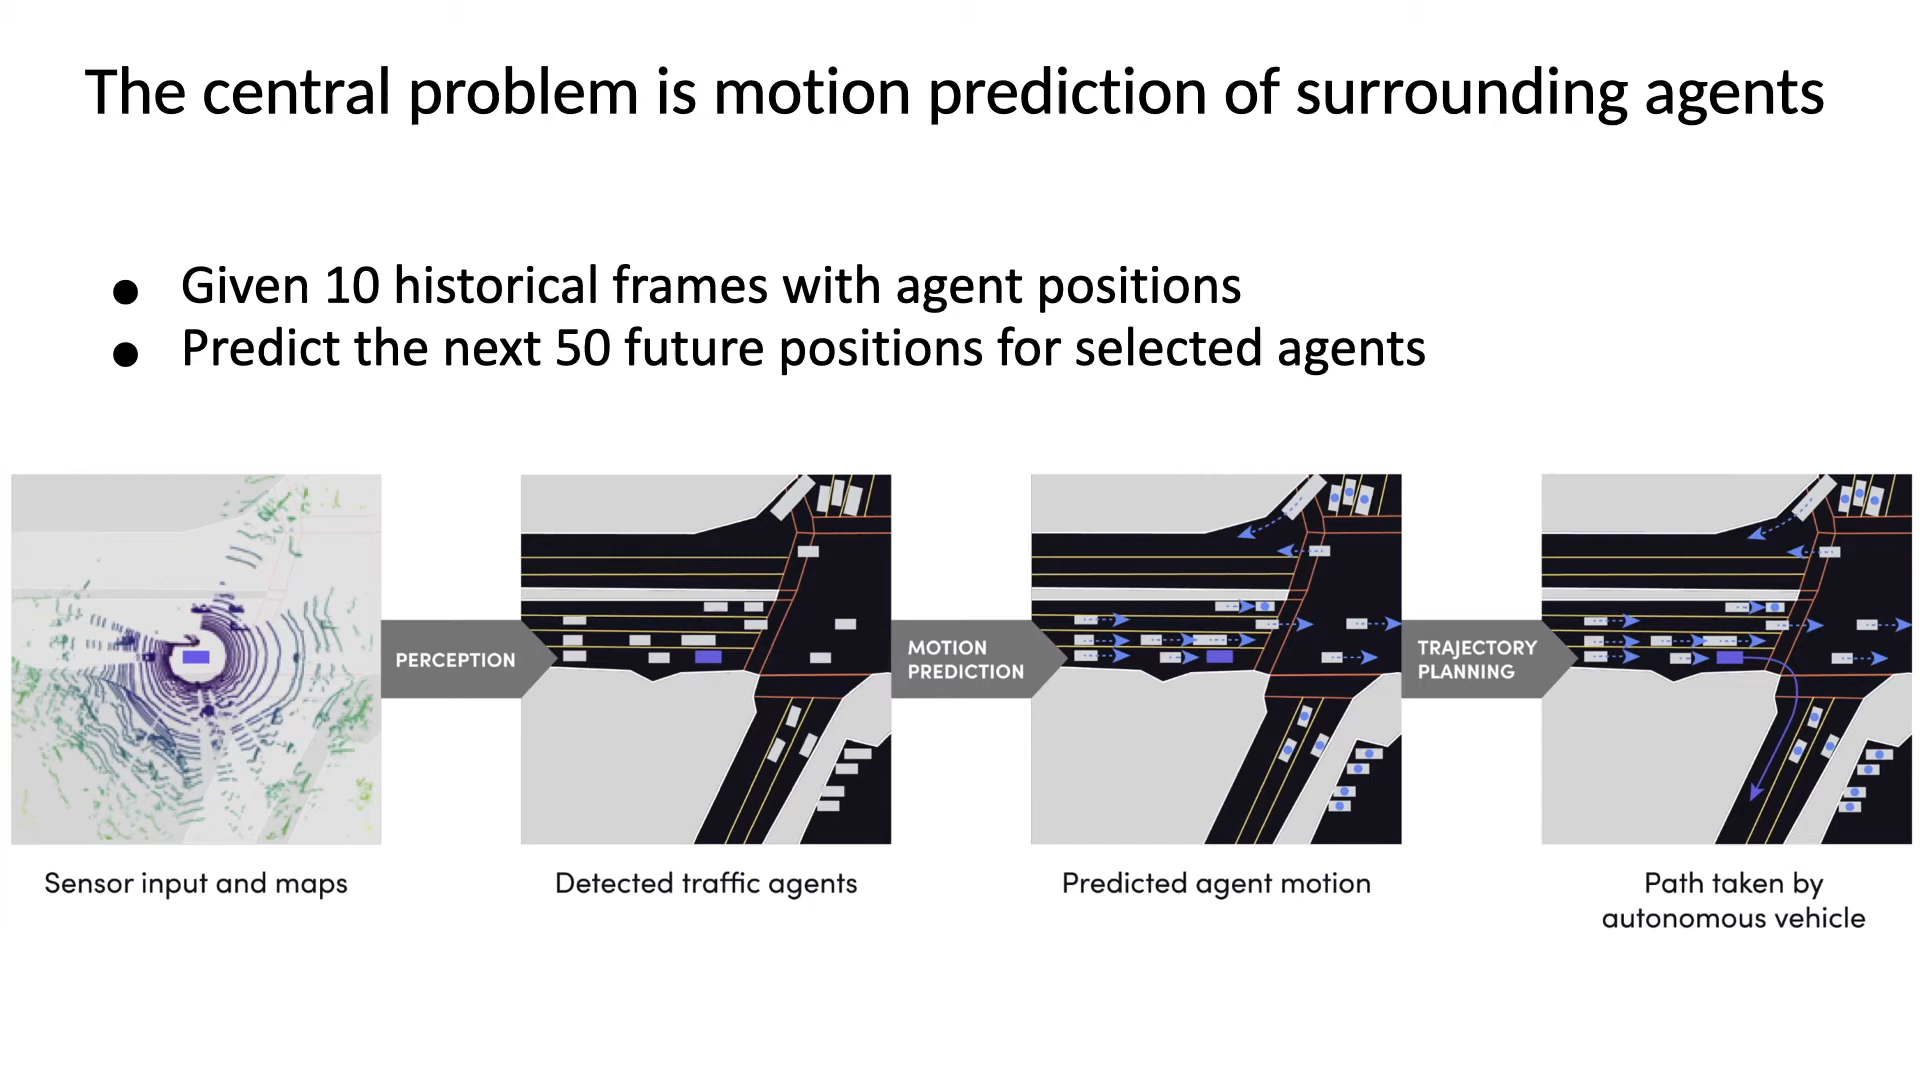 The central problem is motion prediction of surrounding agents
● Given 10 historical frames with agent positions
● Predict the next 50 future positions for selected agents
PERCEPTION
MOTION
PREDICTION
TRAJECTORY
PLANNING
Sensor input and maps
Detected traffic agents
Predicted agent motion
Path taken by
autonomous vehicle